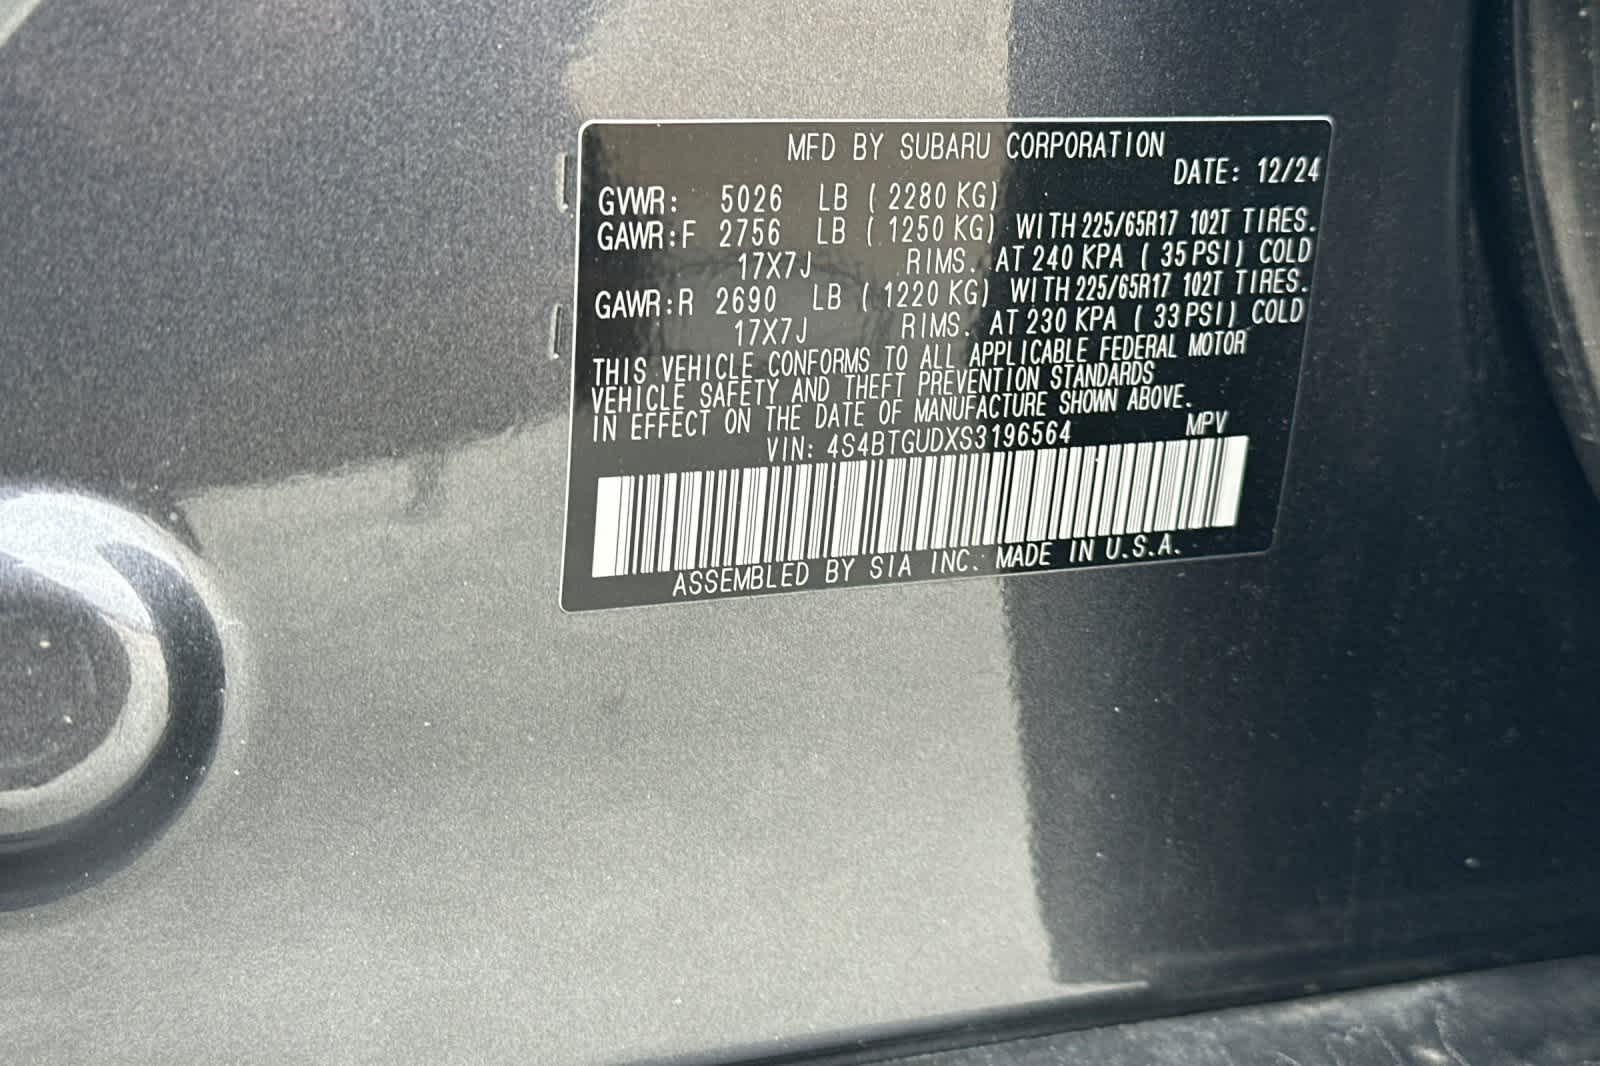 MFD BY SUBARU CORPORATION
DATE: 12/24
GVWR: 5026 LB ( 2280 KG)
GAWR:F 2756 LB ( 1250 KG) WITH 225/65R17 102T TIRES.
17X7J RIMS. AT 240 KPA ( 35 PSI) COLD
GAWR:R 2690 LB ( 1220 KG) WITH 225/65R17 102T TIRES.
17X7J RIMS. AT 230 KPA ( 33 PSI) COLD
THIS VEHICLE CONFORMS TO ALL APPLICABLE FEDERAL MOTOR
VEHICLE SAFETY AND THEFT PREVENTION STANDARDS
IN EFFECT ON THE DATE OF MANUFACTURE SHOWN ABOVE.
VIN: 4S4BTGUDXS3196564 MPV
ASSEMBLED BY SIA INC. MADE IN U.S.A.